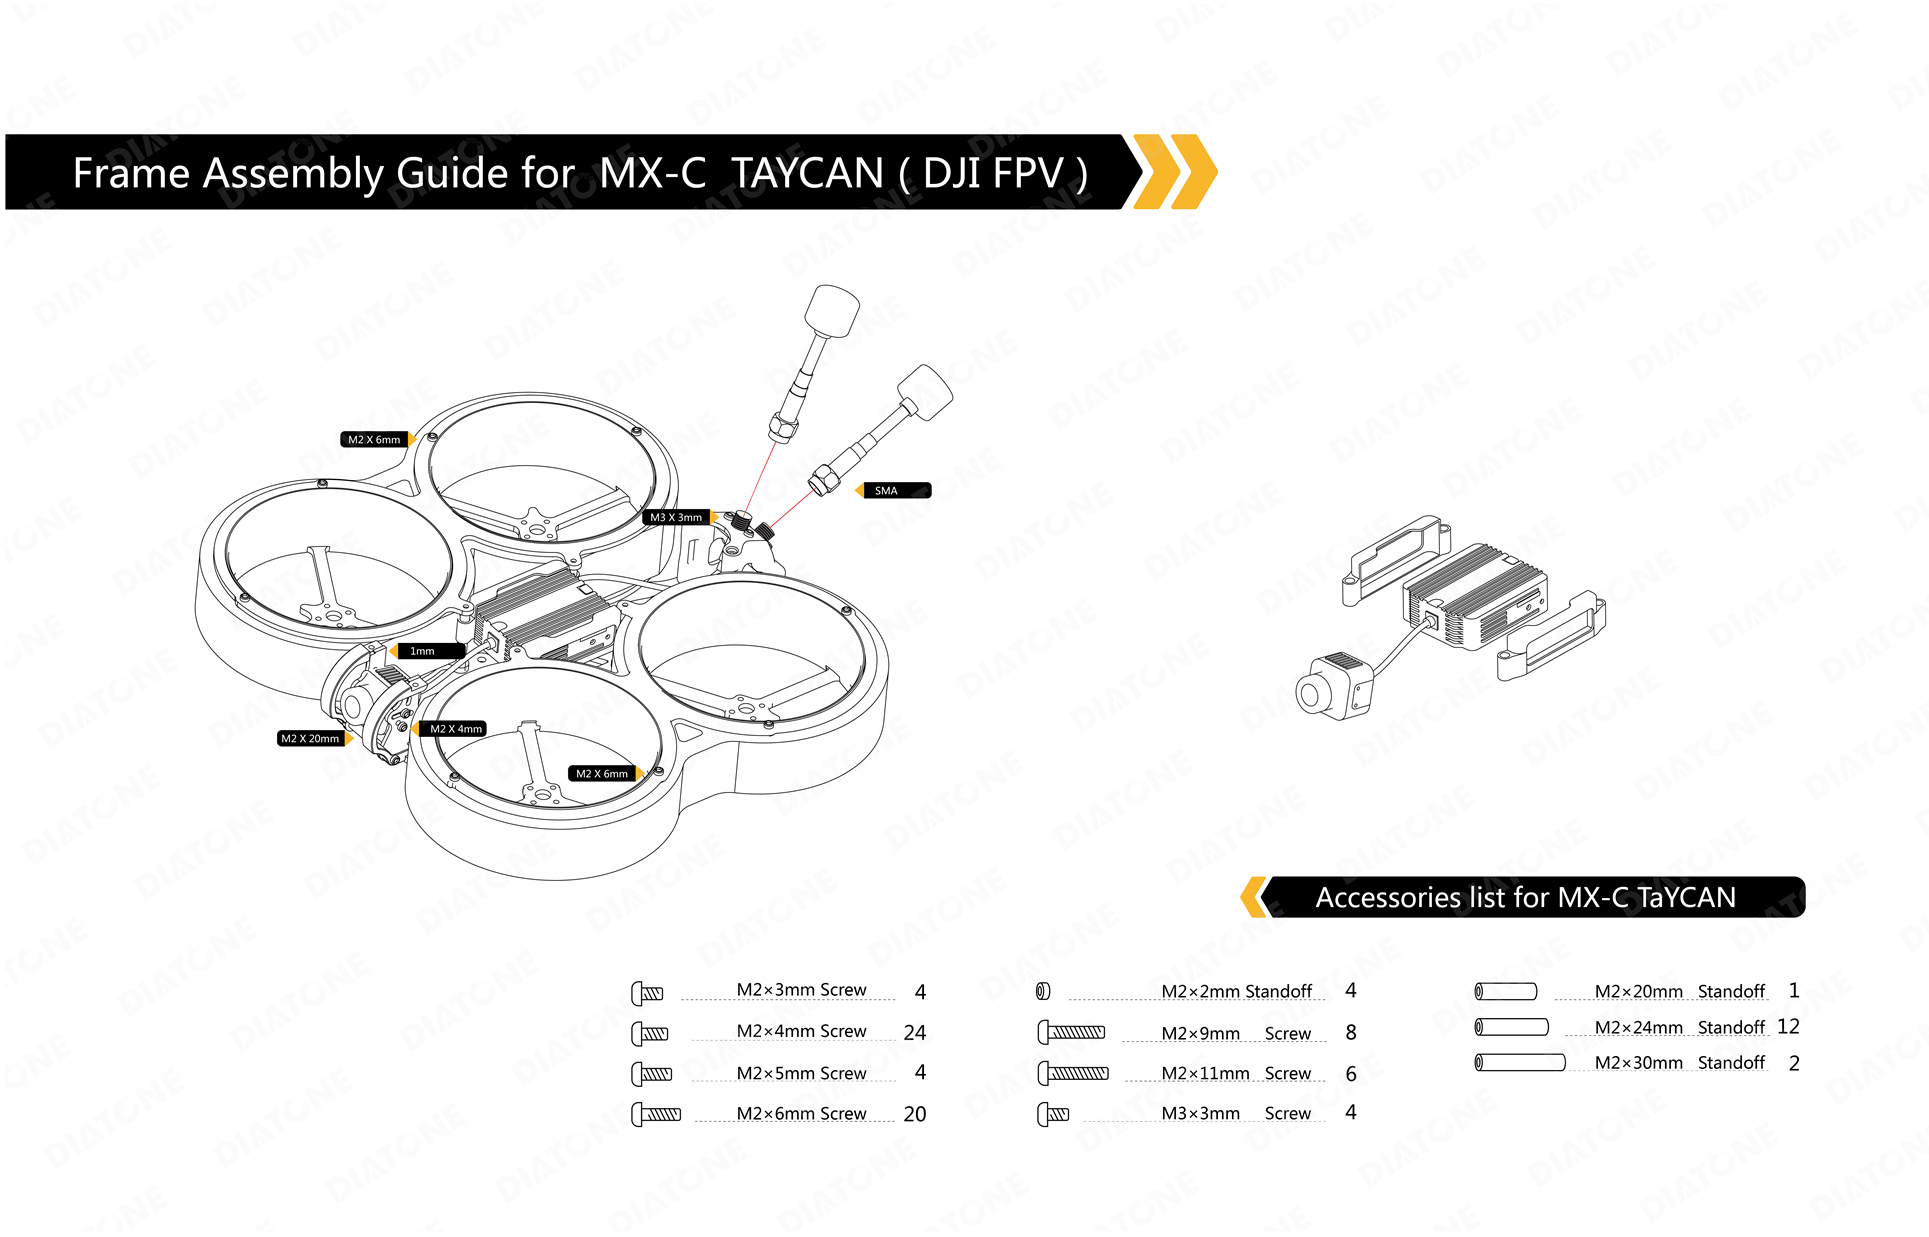 Frame Assembly Guide for MX-C TAYCAN ( DJI FPV )
M2 X 6mm
SMA
M3 X 3mm
1mm
M2 X 4mm
M2 X 20mm
M2 X 6mm
Accessories list for MX-C TaYCAN
M2×3mm Screw 4
M2×4mm Screw 24
M2×5mm Screw 4
M2×6mm Screw 20
M2×2mm Standoff 4
M2×9mm Screw 8
M2×11mm Screw 6
M3×3mm Screw 4
M2×20mm Standoff 1
M2×24mm Standoff 12
M2×30mm Standoff 2
DIATONE